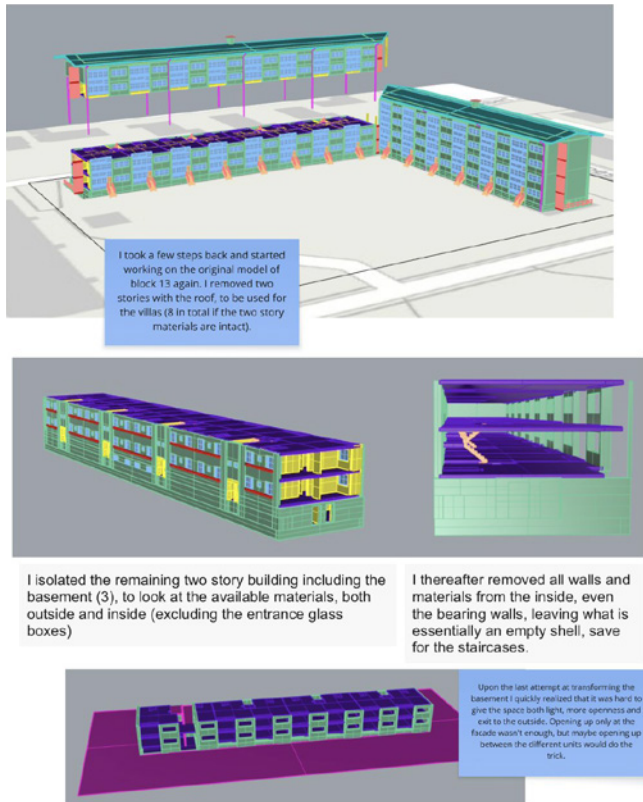 I took a few steps back and started
working on the original model of
block 13 again. I removed two
stories with the roof, to be used for
the villas (8 in total if the two story
materials are intact).
I isolated the remaining two story building including the
basement (3), to look at the available materials, both
outside and inside (excluding the entrance glass
boxes)
I thereafter removed all walls and
materials from the inside, even
the bearing walls, leaving what is
essentially an empty shell, save
for the staircases.
Upon the last attempt at transforming the
basement I quickly realized that it was hard to
give the space both light, more openness and
exit to the outside. Opening up only at the
facade wasn't enough, but maybe opening up
between the different units would do the
trick.